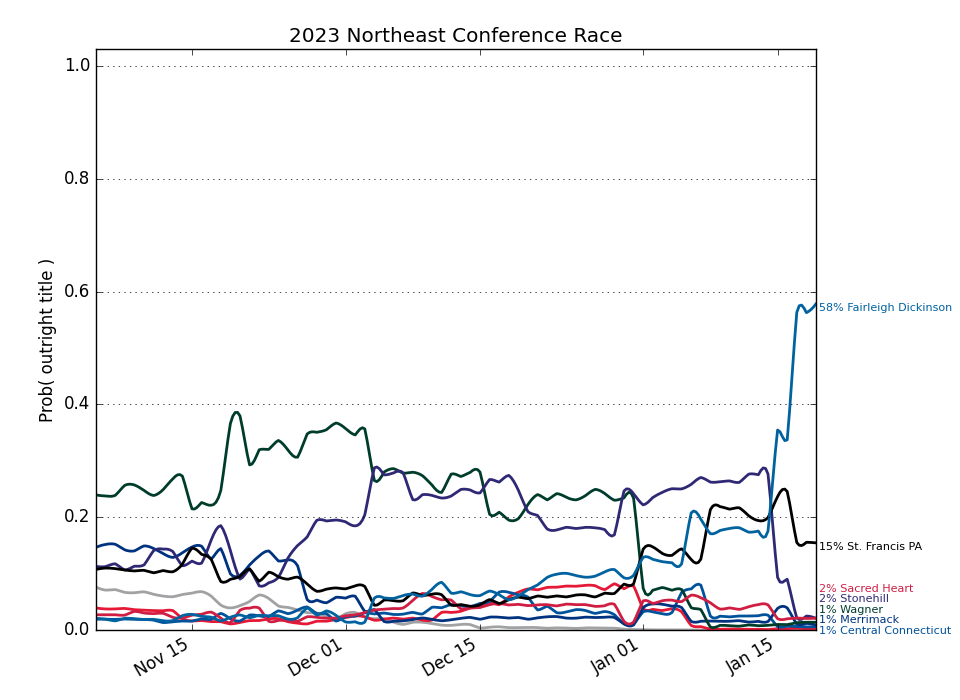 2023 Northeast Conference Race
Prob( outright title )
1.0
0.8
0.6
0.4
0.2
0.0
Nov 15
Dec 01
Dec 15
Jan 01
Jan 15
58% Fairleigh Dickinson
15% St. Francis PA
2% Sacred Heart
2% Stonehill
1% Wagner
1% Merrimack
1% Central Connecticut